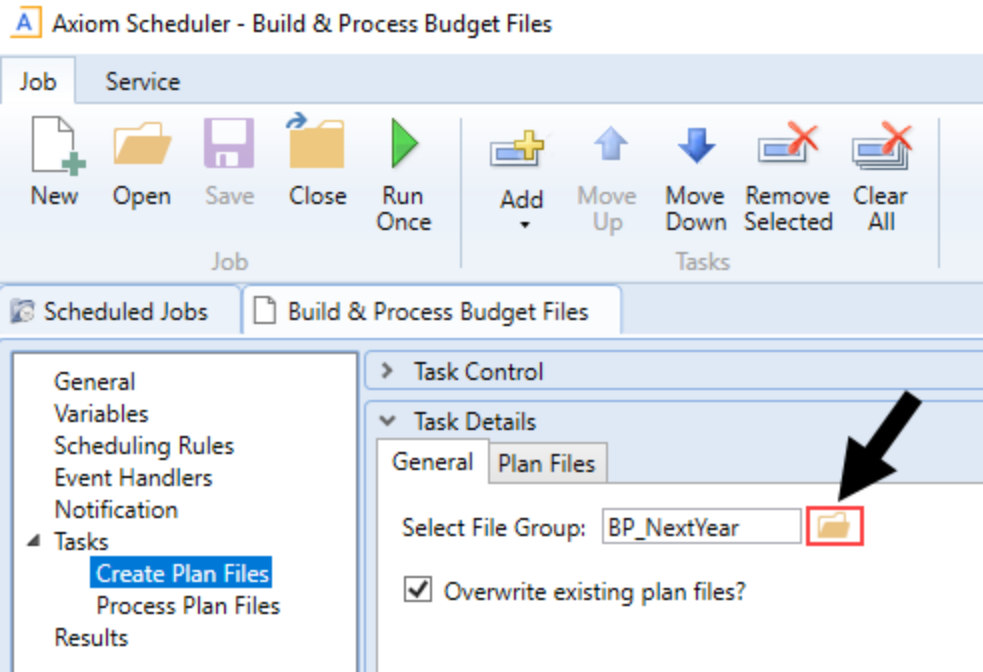 A Axiom Scheduler - Build & Process Budget Files
Job Service
New Open Save Close Run Once Add Move Up Move Down Remove Selected Clear All
Job Tasks
Scheduled Jobs Build & Process Budget Files
General
Variables
Scheduling Rules
Event Handlers
Notification
Tasks
Create Plan Files
Process Plan Files
Results
Task Control
Task Details
General Plan Files
Select File Group: BP_NextYear
Overwrite existing plan files?